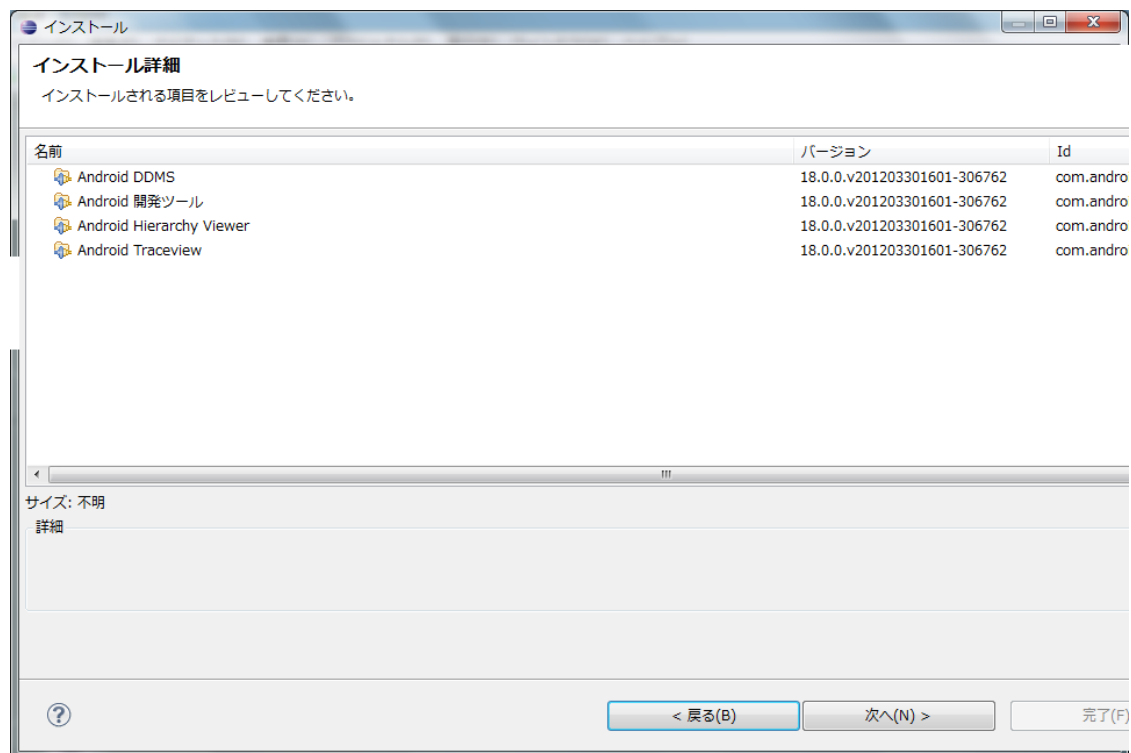 インストール
インストール詳細
インストールされる項目をレビューしてください。
名前 バージョン Id
Android DDMS 18.0.0.v201203301601-306762 com.androi
Android 開発ツール 18.0.0.v201203301601-306762 com.androi
Android Hierarchy Viewer 18.0.0.v201203301601-306762 com.androi
Android Traceview 18.0.0.v201203301601-306762 com.androi
サイズ: 不明
詳細
< 戻る(B) 次へ(N) > 完了(F)